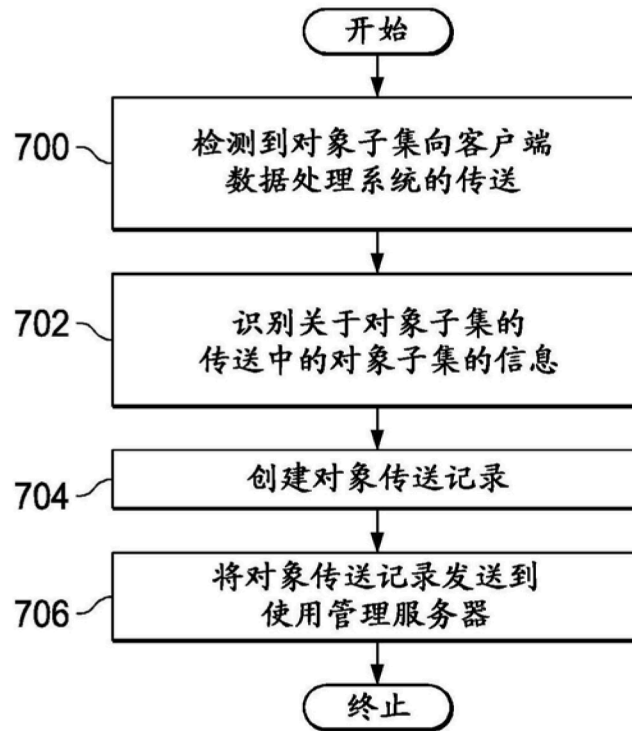 开始
700
检测到对象子集向客户端
数据处理系统的传送
702
识别关于对象子集的
传送中的对象子集的信息
704
创建对象传送记录
706
将对象传送记录发送到
使用管理服务器
终止